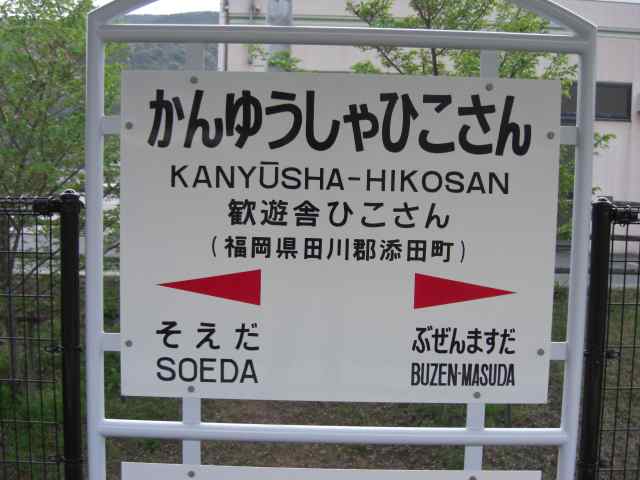 かんゆうしゃひこさん
KANYŪSHA-HIKOSAN
歓遊舎ひこさん
(福岡県田川郡添田町)
そえだ ぶぜんますだ
SOEDA BUZEN-MASUDA